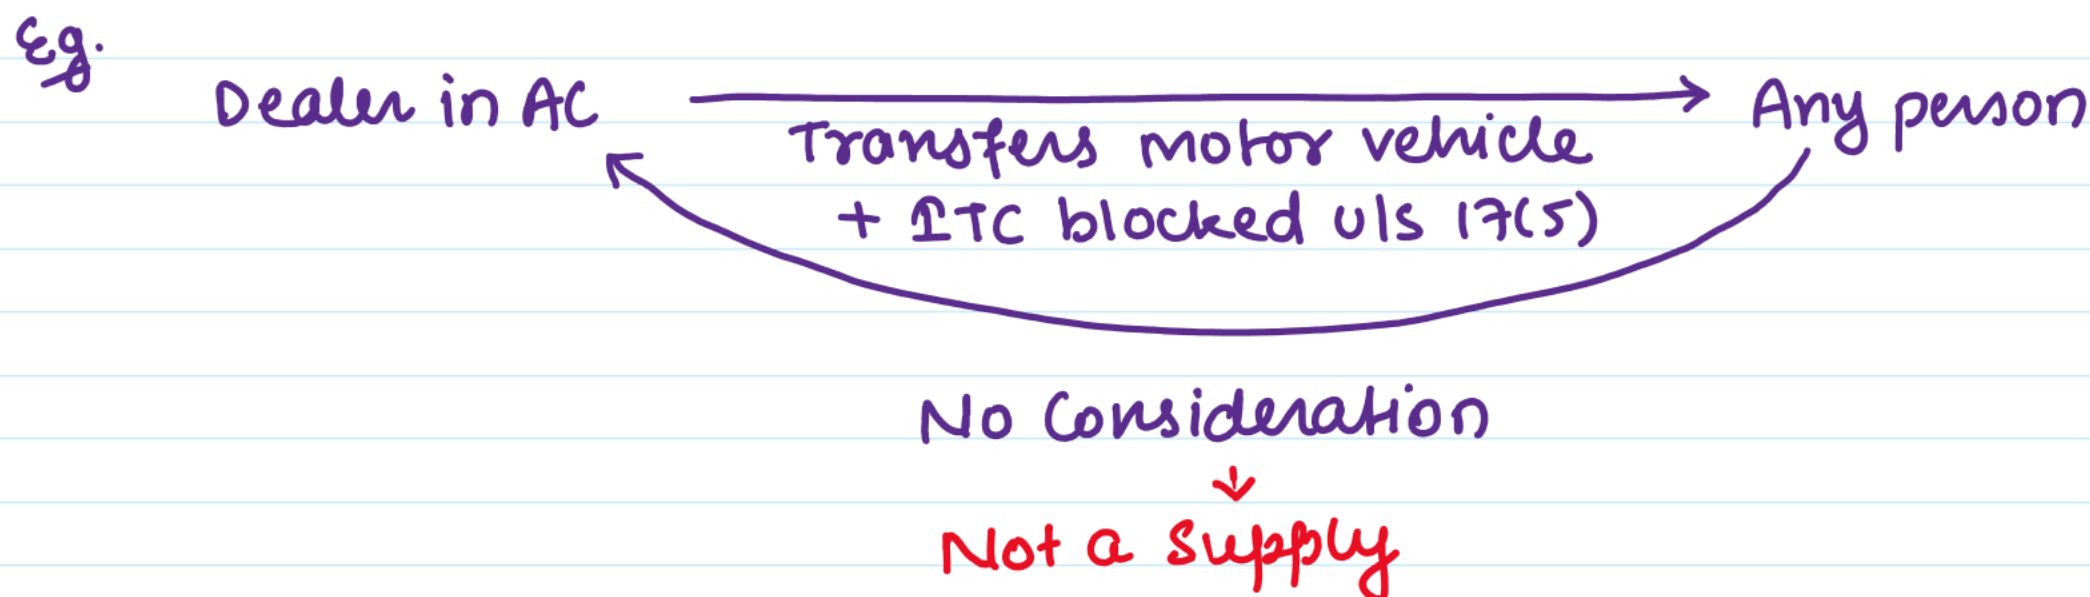 Eg.
Dealer in AC Any person
Transfers motor vehicle
+ ITC blocked u/s 17(5)
No Consideration
Not a Supply